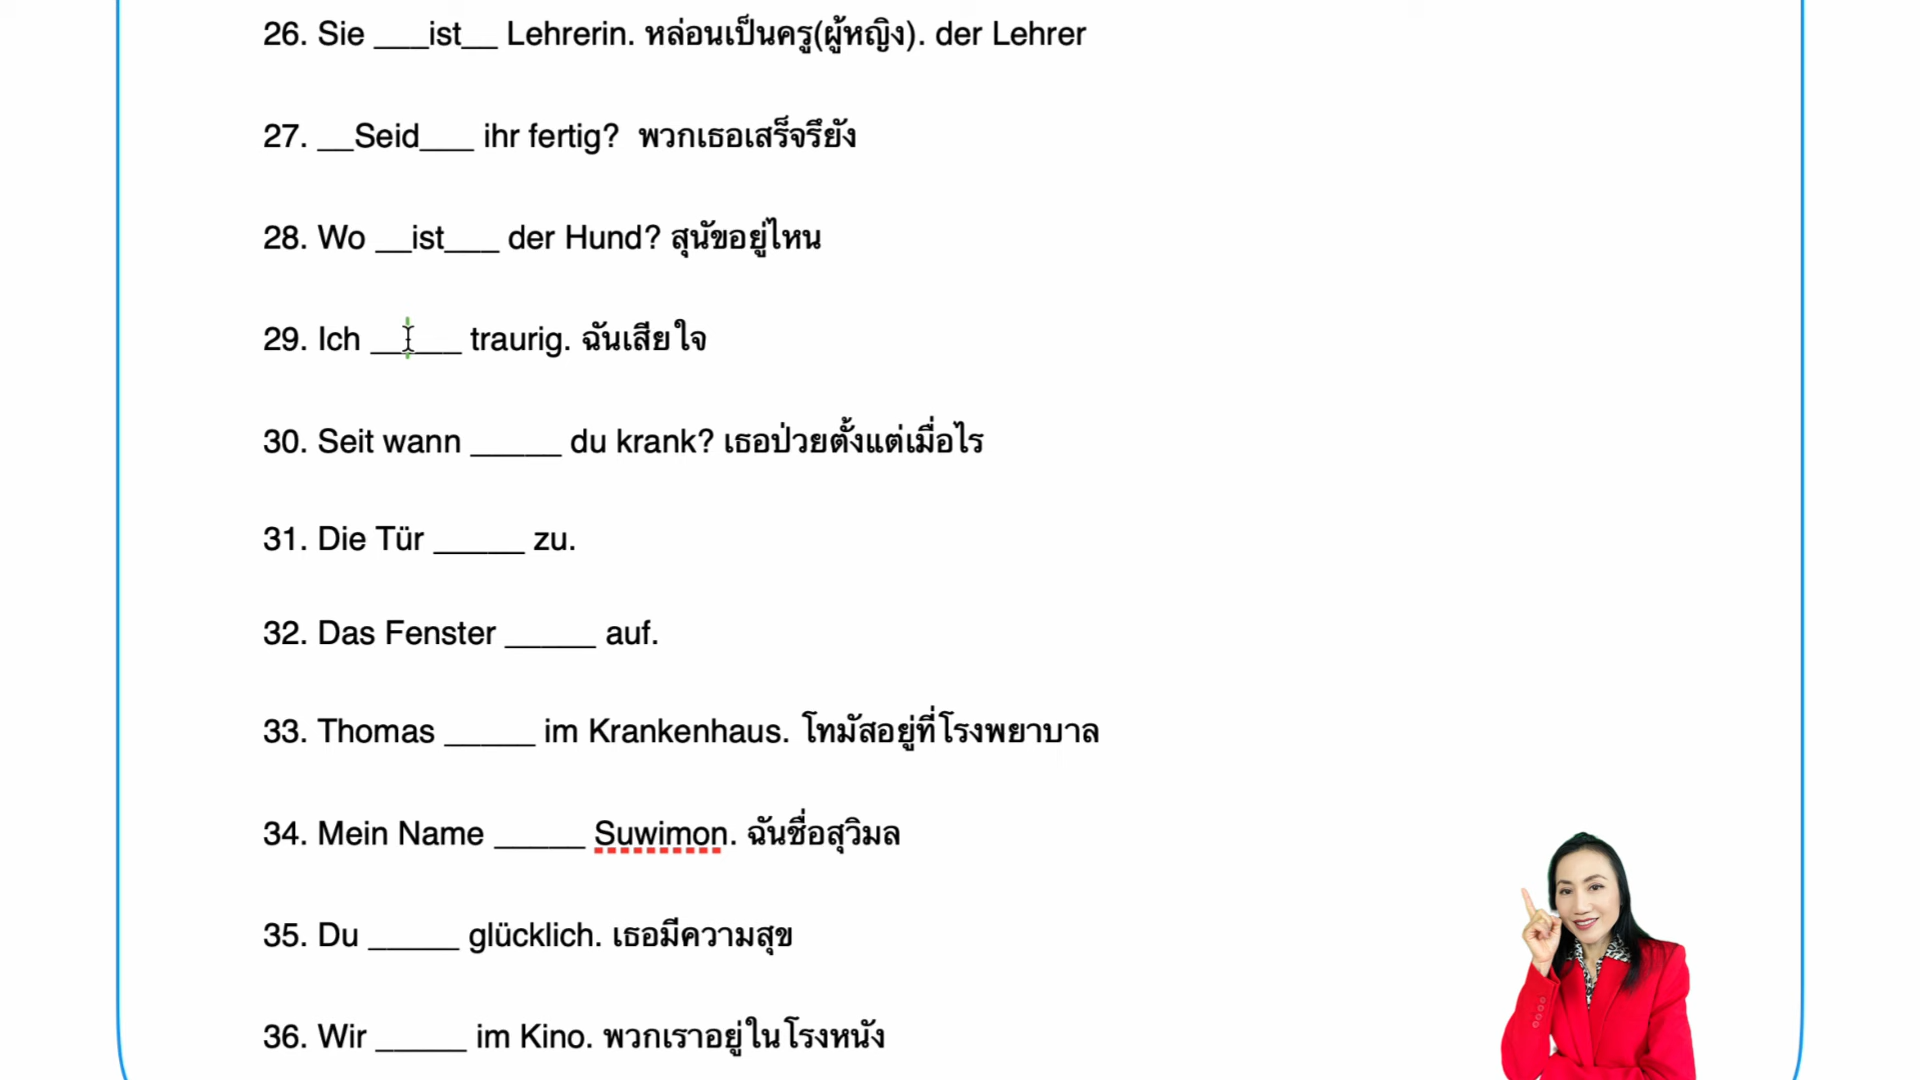 26. Sie ___ist__ Lehrerin. หล่อนเป็นครู(ผู้หญิง). der Lehrer
27. __Seid___ ihr fertig?  พวกเธอเสร็จรึยัง
28. Wo __ist___ der Hund? สุนัขอยู่ไหน
29. Ich _____ traurig. ฉันเสียใจ
30. Seit wann _____ du krank? เธอป่วยตั้งแต่เมื่อไร
31. Die Tür _____ zu.
32. Das Fenster _____ auf.
33. Thomas _____ im Krankenhaus. โทมัสอยู่ที่โรงพยาบาล
34. Mein Name _____ Suwimon. ฉันชื่อสุวิมล
35. Du _____ glücklich. เธอมีความสุข
36. Wir _____ im Kino. พวกเราอยู่ในโรงหนัง